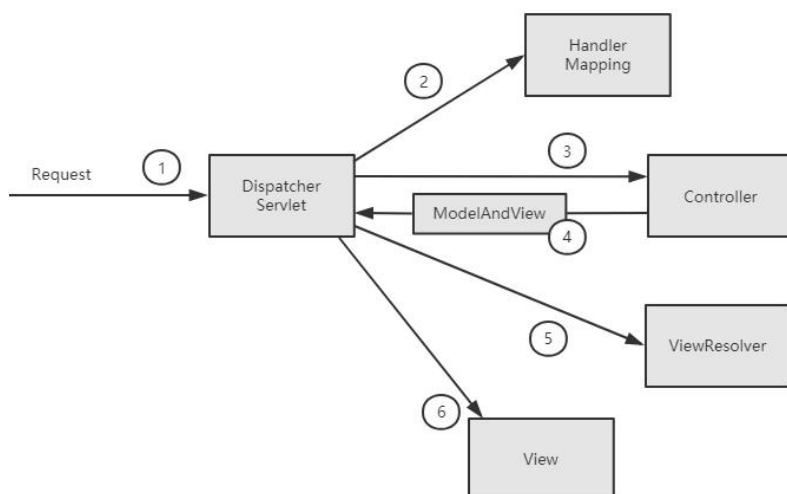 Handler
Mapping
2
1
3
Request
Dispatcher
Servlet
ModelAndView
Controller
4
5
ViewResolver
6
View